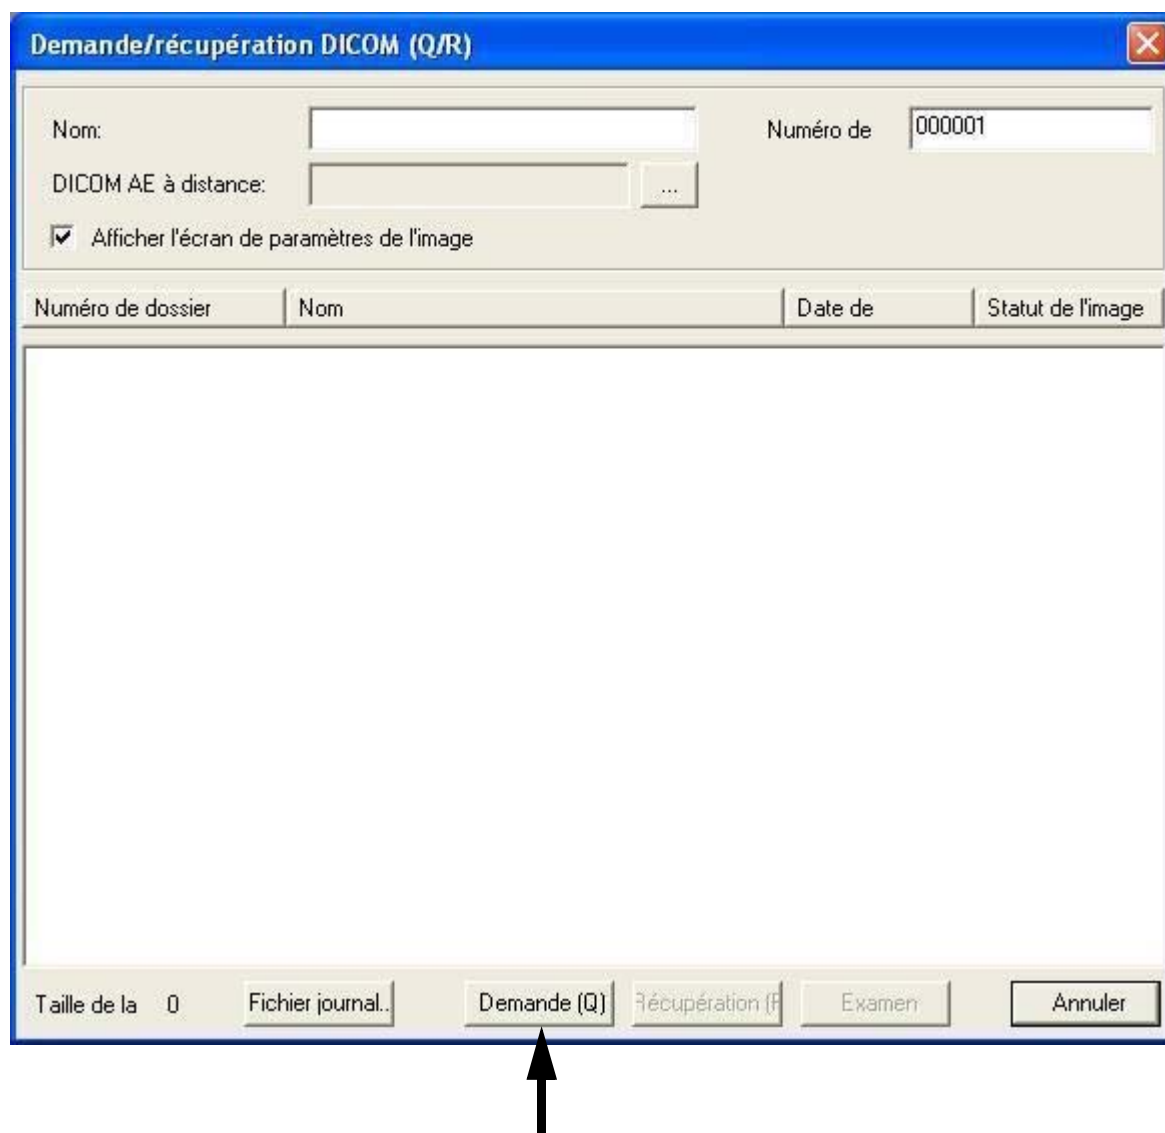 Demande/récupération DICOM (Q/R)
Nom:
Numéro de
000001
DICOM AE à distance:
...
Afficher l'écran de paramètres de l'image
Numéro de dossier
Nom
Date de
Statut de l'image
Taille de la 0
Fichier journal..
Demande (Q)
Récupération (R
Examen
Annuler